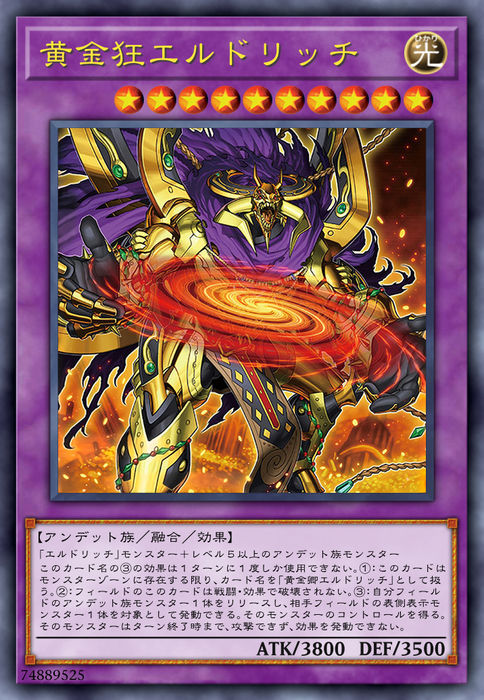 黄金狂エルドリッチ
ひかり
光
【アンデット族／融合／効果】
「エルドリッチ」モンスター＋レベル５以上のアンデット族モンスター
このカード名の③の効果は１ターンに１度しか使用できない。①：このカードは
モンスターゾーンに存在する限り、カード名を「黄金卿エルドリッチ」として扱
う。②：フィールドのこのカードは戦闘・効果で破壊されない。③：自分フィール
ドのアンデット族モンスター１体をリリースし、相手フィールドの表側表示モ
ンスター１体を対象として発動できる。そのモンスターのコントロールを得る。
そのモンスターはターン終了時まで、攻撃できず、効果を発動できない。
ATK/3800 DEF/3500
74889525